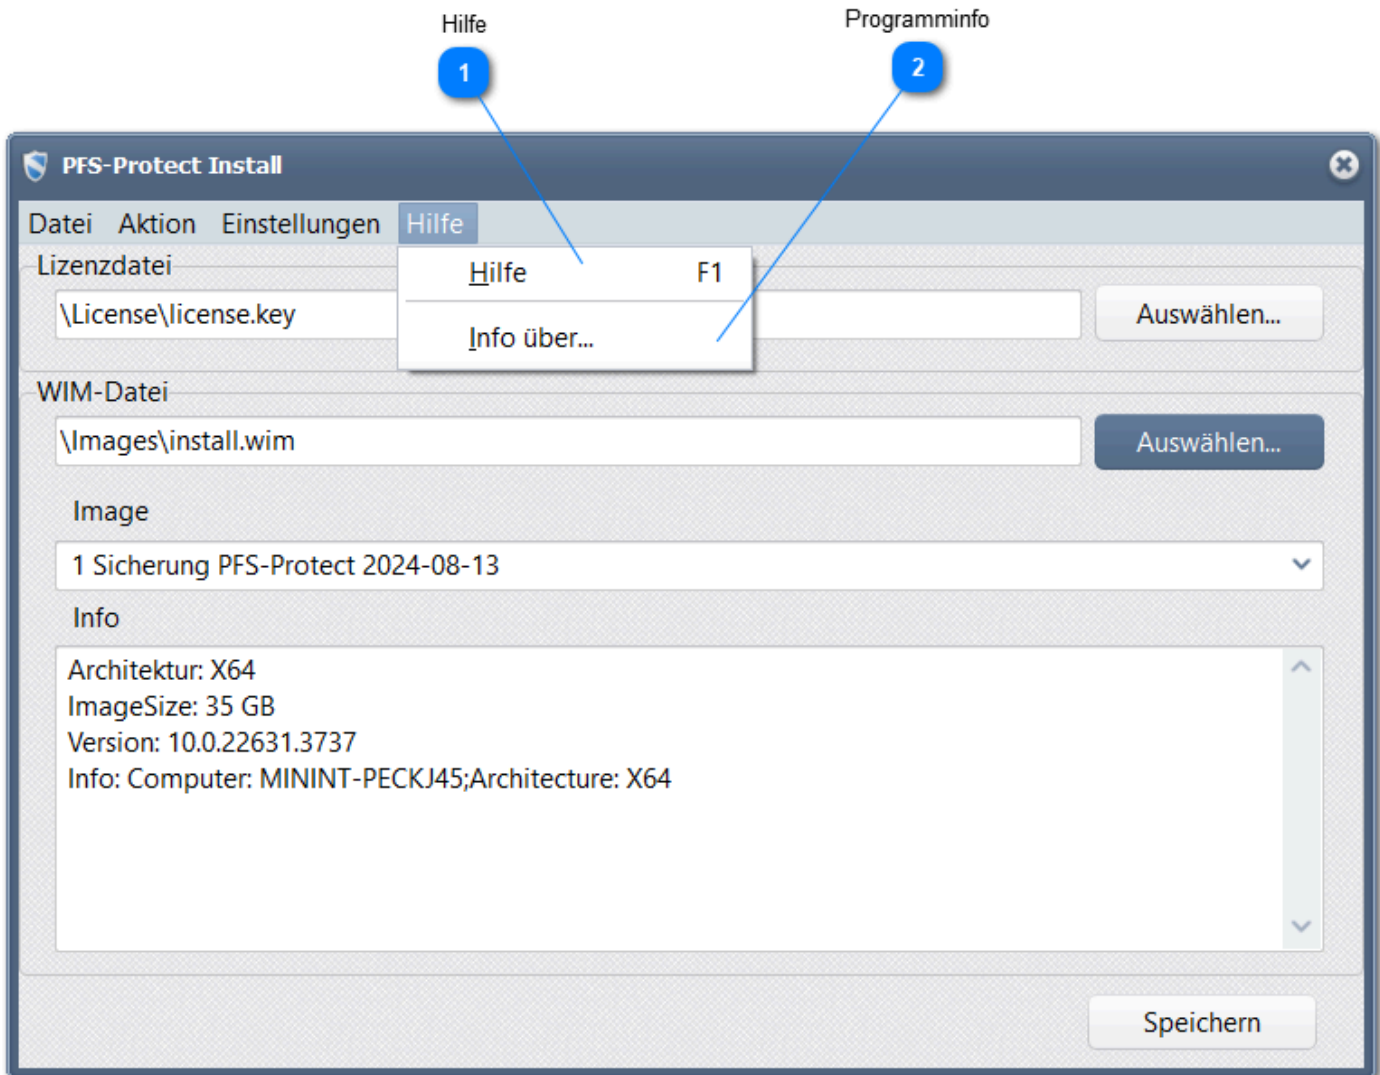 Hilfe
Programminfo
1
2
PFS-Protect Install
Datei Aktion Einstellungen Hilfe
Hilfe F1
Info über...
Lizenzdatei
\License\license.key
Auswählen...
WIM-Datei
\Images\install.wim
Auswählen...
Image
1 Sicherung PFS-Protect 2024-08-13
Info
Architektur: X64
ImageSize: 35 GB
Version: 10.0.22631.3737
Info: Computer: MININT-PECKJ45;Architecture: X64
Speichern